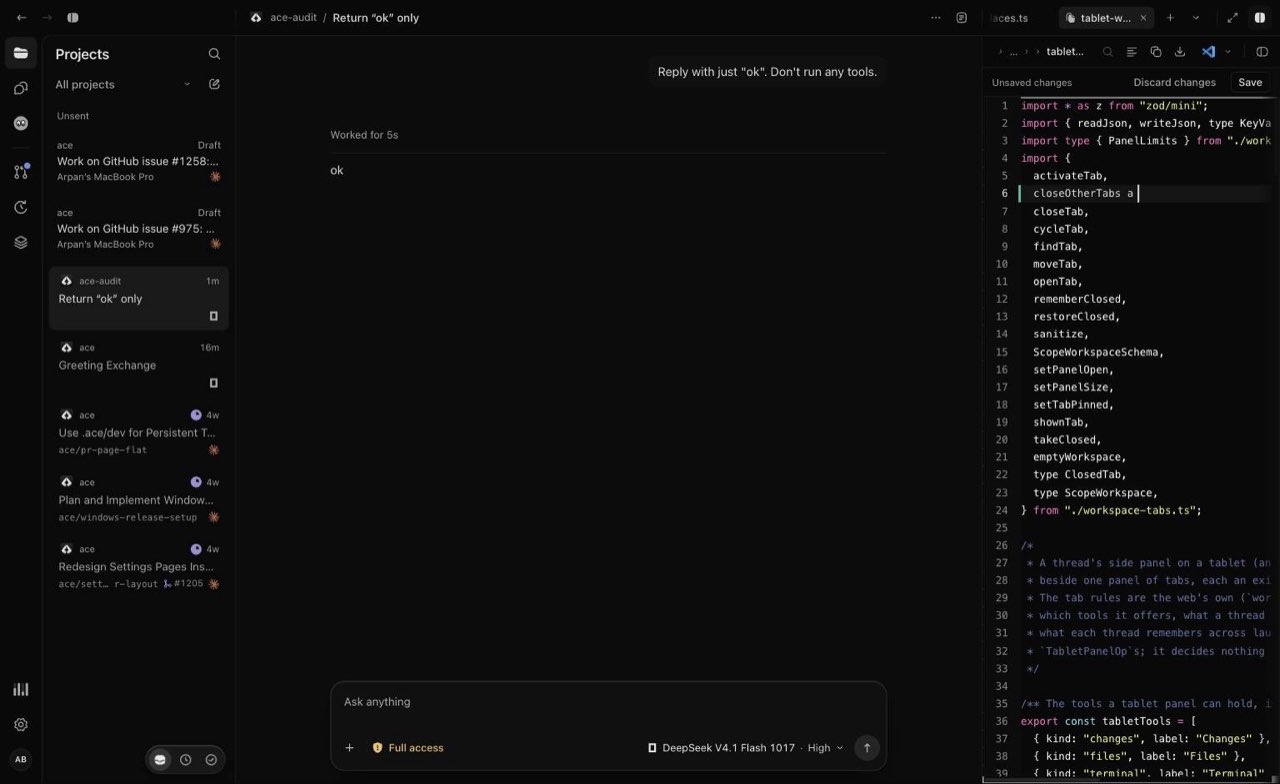 ace-audit / Return “ok” only
aces.ts
tablet-w...
Projects
All projects
Unsent
ace Draft
Work on GitHub issue #1258:...
Arpan's MacBook Pro
ace Draft
Work on GitHub issue #975: ...
Arpan's MacBook Pro
ace-audit 1m
Return “ok” only
ace 16m
Greeting Exchange
ace 4w
Use .ace/dev for Persistent T...
ace/pr-page-flat
ace 4w
Plan and Implement Window...
ace/windows-release-setup
ace 4w
Redesign Settings Pages Ins...
ace/sett… r-layout #1205
AB
Reply with just "ok". Don't run any tools.
Worked for 5s
ok
Ask anything
Full access
DeepSeek V4.1 Flash 1017 · High
... tablet...
Unsaved changes Discard changes Save
1 import * as z from "zod/mini";
2 import { readJson, writeJson, type KeyVa
3 import type { PanelLimits } from "./work
4 import {
5 activateTab,
6 closeOtherTabs a
7 closeTab,
8 cycleTab,
9 findTab,
10 moveTab,
11 openTab,
12 rememberClosed,
13 restoreClosed,
14 sanitize,
15 ScopeWorkspaceSchema,
16 setPanelOpen,
17 setPanelSize,
18 setTabPinned,
19 shownTab,
20 takeClosed,
21 emptyWorkspace,
22 type ClosedTab,
23 type ScopeWorkspace,
24 } from "./workspace-tabs.ts";
25
26 /*
27 * A thread's side panel on a tablet (an
28 * beside one panel of tabs, each an exi
29 * The tab rules are the web's own (`wor
30 * which tools it offers, what a thread
31 * what each thread remembers across lau
32 * `TabletPanelOp`s; it decides nothing
33 */
34
35 /** The tools a tablet panel can hold, i
36 export const tabletTools = [
37 { kind: "changes", label: "Changes" },
38 { kind: "files", label: "Files" },
39 { kind: "terminal", label: "Terminal"